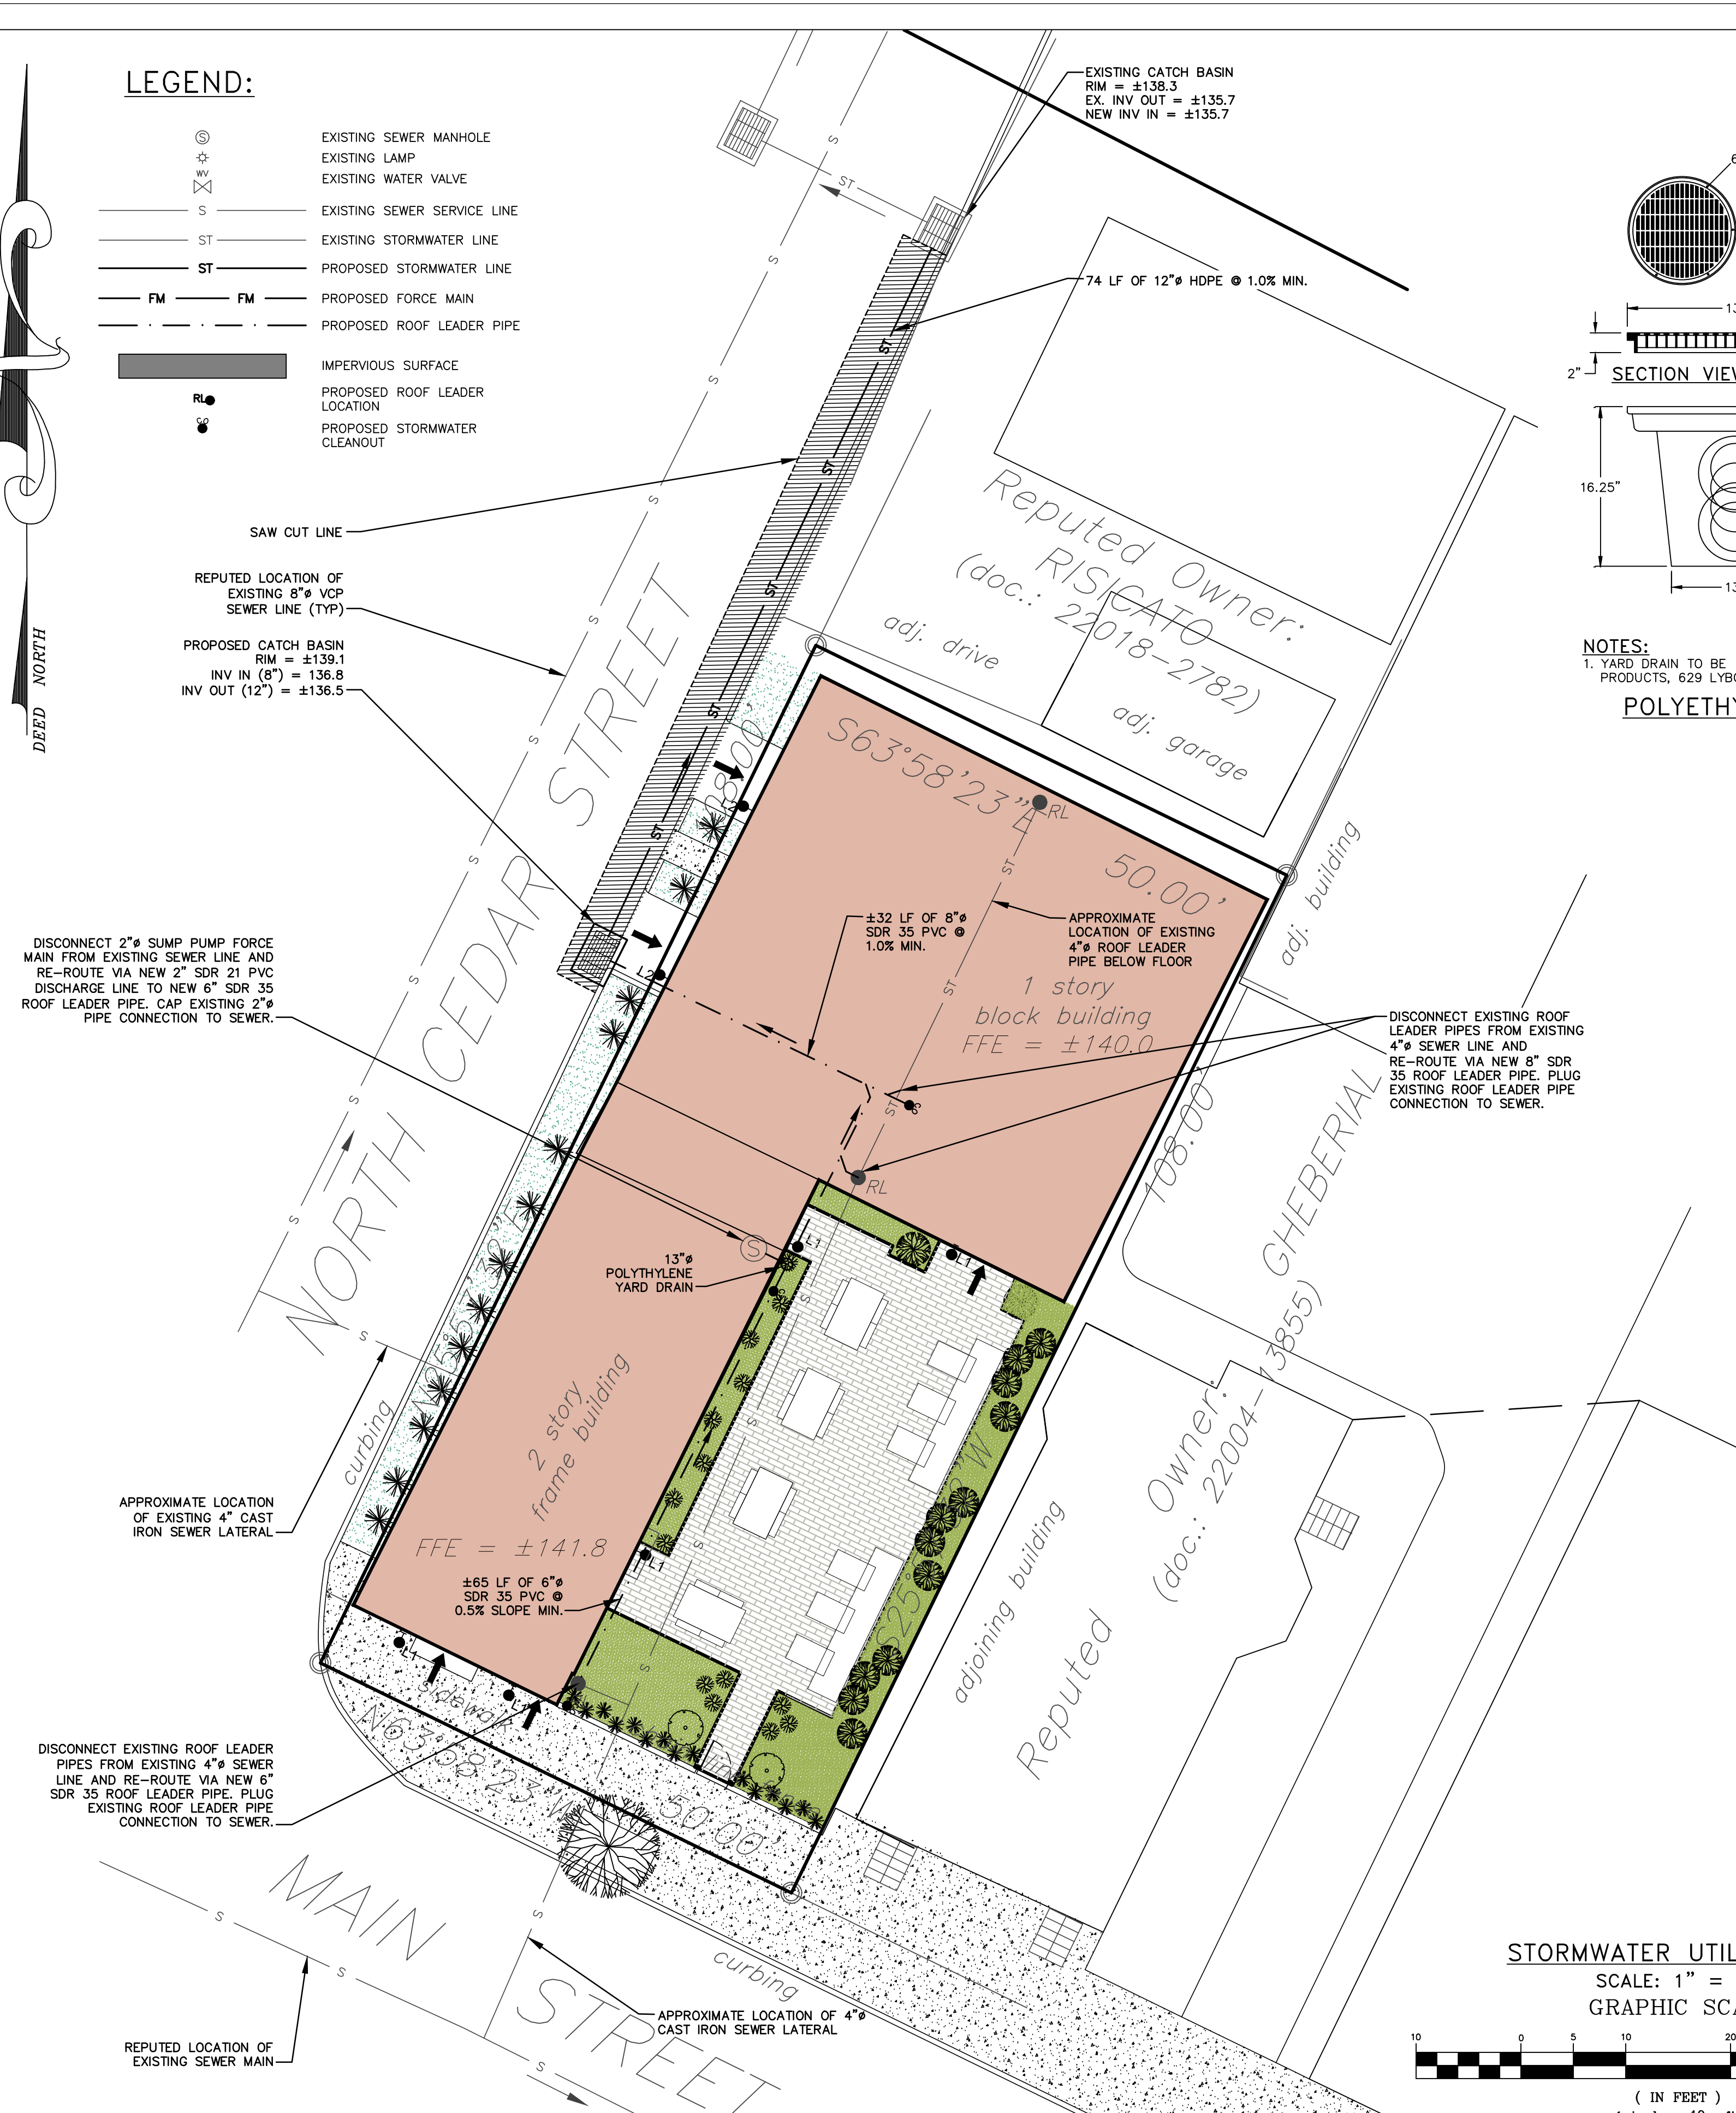 LEGEND:
EXISTING SEWER MANHOLE
EXISTING LAMP
WV
EXISTING WATER VALVE
S
EXISTING SEWER SERVICE LINE
ST
EXISTING STORMWATER LINE
ST
PROPOSED STORMWATER LINE
FM FM
PROPOSED FORCE MAIN
PROPOSED ROOF LEADER PIPE
IMPERVIOUS SURFACE
RL
PROPOSED ROOF LEADER
LOCATION
CO
PROPOSED STORMWATER
CLEANOUT
DEED NORTH
EXISTING CATCH BASIN
RIM = ±138.3
EX. INV OUT = ±135.7
NEW INV IN = ±135.7
74 LF OF 12"ø HDPE @ 1.0% MIN.
SAW CUT LINE
REPUTED LOCATION OF
EXISTING 8"ø VCP
SEWER LINE (TYP)
PROPOSED CATCH BASIN
RIM = ±139.1
INV IN (8") = 136.8
INV OUT (12") = ±136.5
Reputed Owner:
RISICATO
(doc.: 22018-2782)
adj. drive
adj. garage
adj. building
2"
SECTION VIEW
16.25"
NOTES:
1. YARD DRAIN TO BE
PRODUCTS, 629
S63°58'23"E
50.00'
RL
±32 LF OF 8"ø
SDR 35 PVC @
1.0% MIN.
APPROXIMATE
LOCATION OF EXISTING
4"ø ROOF LEADER
PIPE BELOW FLOOR
1 story
block building
FFE = ±140.0
DISCONNECT 2"ø SUMP PUMP FORCE
MAIN FROM EXISTING SEWER LINE AND
RE-ROUTE VIA NEW 2" SDR 21 PVC
DISCHARGE LINE TO NEW 6" SDR 35
ROOF LEADER PIPE. CAP EXISTING 2"ø
PIPE CONNECTION TO SEWER.
DISCONNECT EXISTING ROOF
LEADER PIPES FROM EXISTING
4"ø SEWER LINE AND
RE-ROUTE VIA NEW 8" SDR
35 ROOF LEADER PIPE. PLUG
EXISTING ROOF LEADER PIPE
CONNECTION TO SEWER.
NORTH CEDAR STREET
L2
L2
RL
108.00'
13"ø
POLYTHYLENE
YARD DRAIN
S
L1
L1
2 story
frame building
FFE = ±141.8
±65 LF OF 6"ø
SDR 35 PVC @
0.5% SLOPE MIN.
L1
curbing
APPROXIMATE LOCATION
OF EXISTING 4" CAST
IRON SEWER LATERAL
Reputed Owner:
GHEBERIAL
(doc.: 22004-13855)
adjoining building
L1
L1
sidewalk
N63°58'23"W
50.00'
DISCONNECT EXISTING ROOF LEADER
PIPES FROM EXISTING 4"ø SEWER
LINE AND RE-ROUTE VIA NEW 6"
SDR 35 ROOF LEADER PIPE. PLUG
EXISTING ROOF LEADER PIPE
CONNECTION TO SEWER.
MAIN STREET
curbing
APPROXIMATE LOCATION OF 4"ø
CAST IRON SEWER LATERAL
REPUTED LOCATION OF
EXISTING SEWER MAIN
STORMWATER
SCALE: 1" =
GRAPHIC
10 0 5 10 20
( IN FEET )